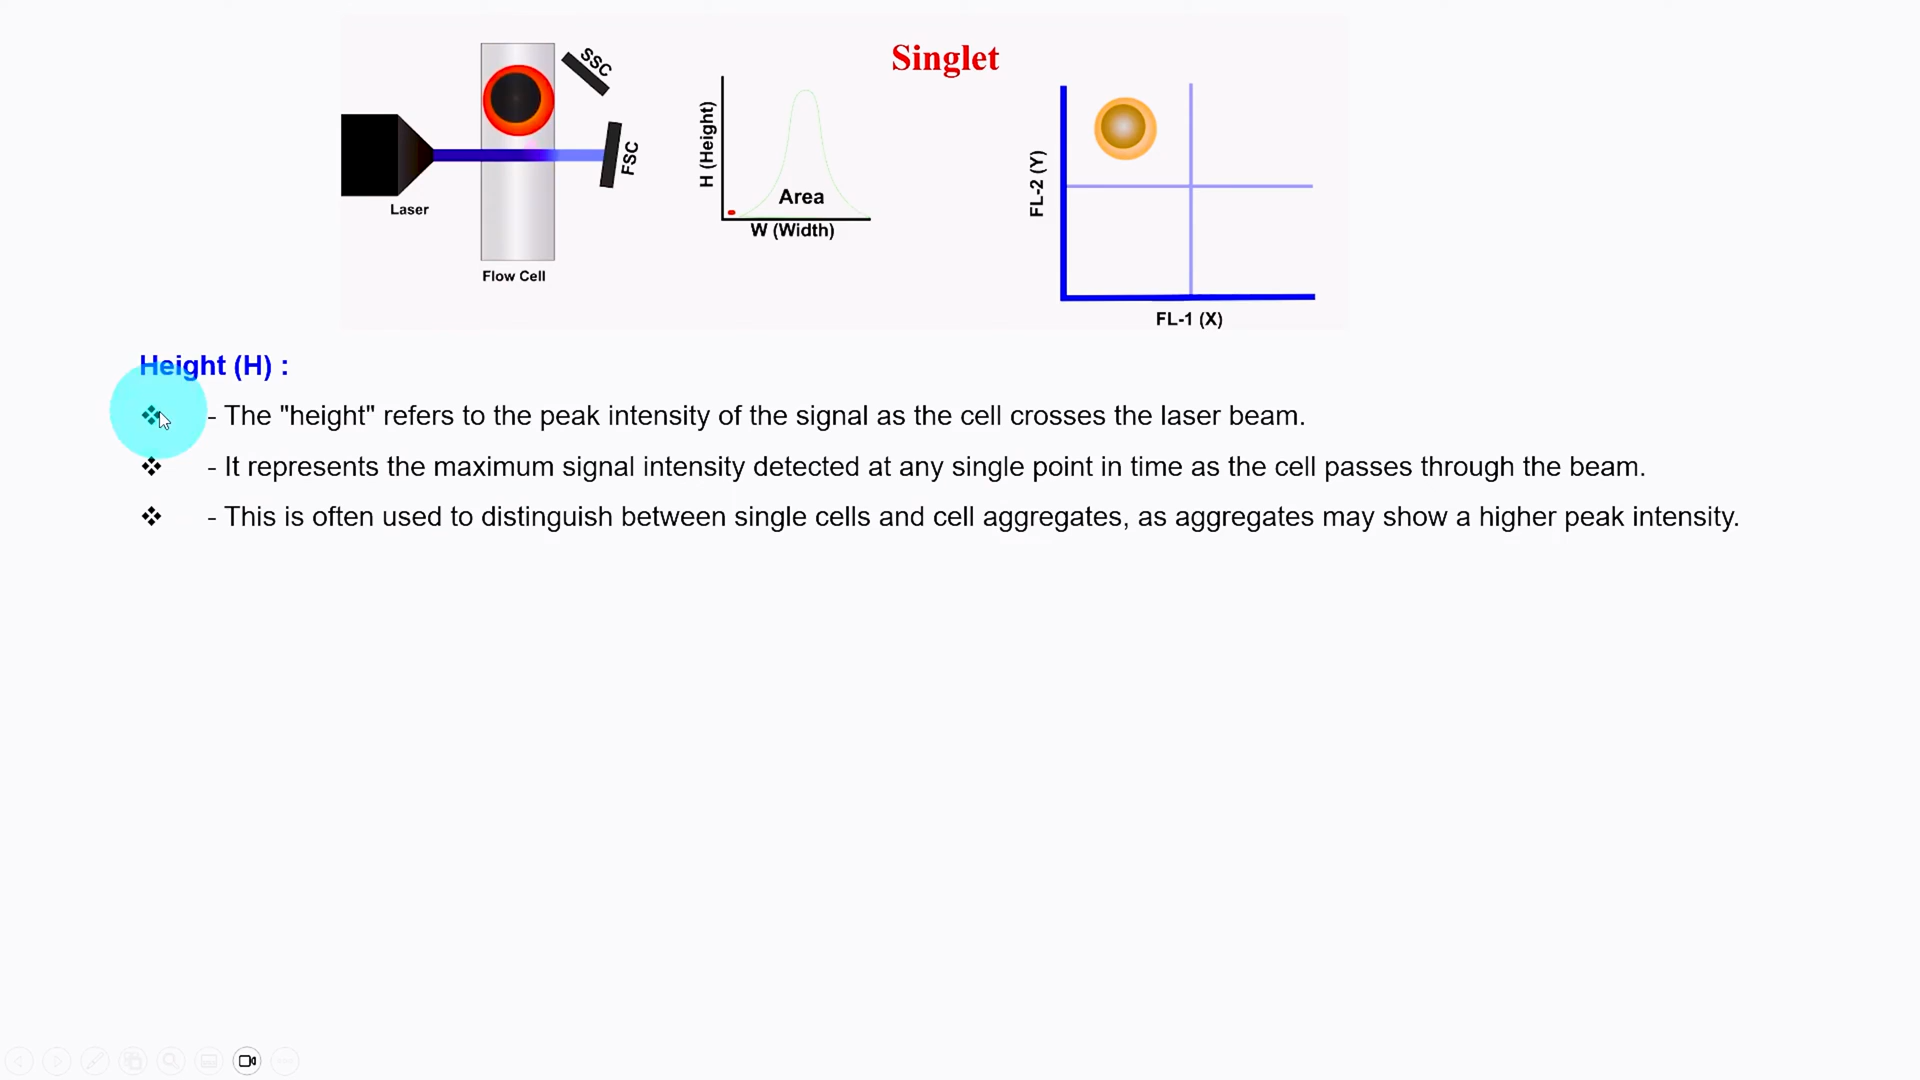 Singlet
SSC
FSC
Laser
Flow Cell
H (Height)
Area
W (Width)
FL-2 (Y)
FL-1 (X)
Height (H) :
❖ - The "height" refers to the peak intensity of the signal as the cell crosses the laser beam.
❖ - It represents the maximum signal intensity detected at any single point in time as the cell passes through the beam.
❖ - This is often used to distinguish between single cells and cell aggregates, as aggregates may show a higher peak intensity.